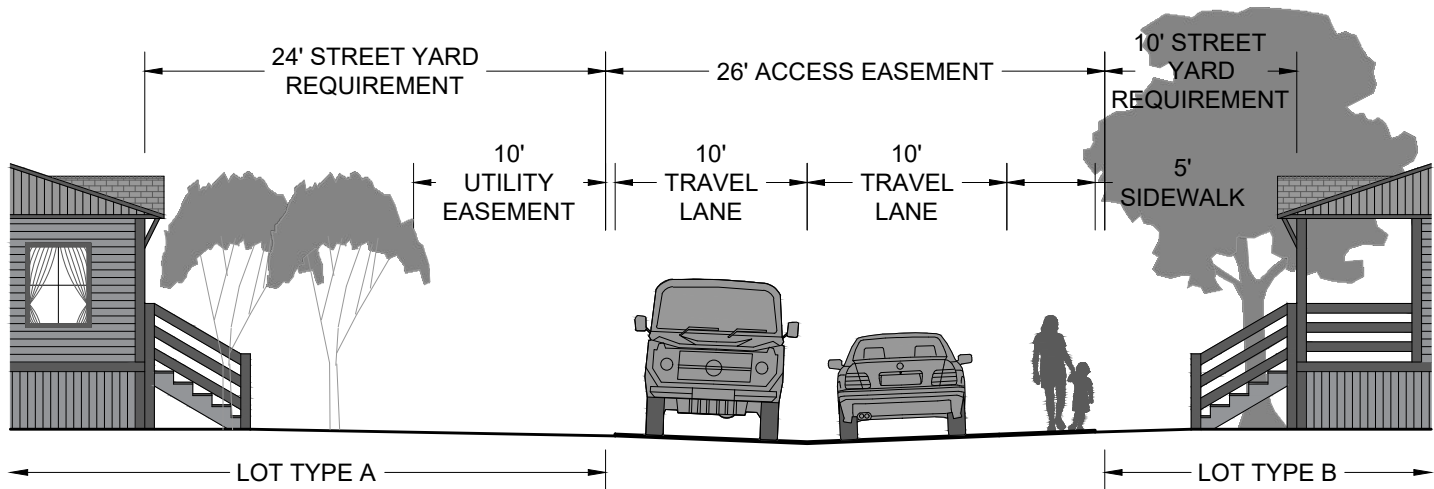 24' STREET YARD
REQUIREMENT
26' ACCESS EASEMENT
10' STREET
YARD
REQUIREMENT
10'
UTILITY
EASEMENT
10'
TRAVEL
LANE
10'
TRAVEL
LANE
5'
SIDEWALK
LOT TYPE A
LOT TYPE B